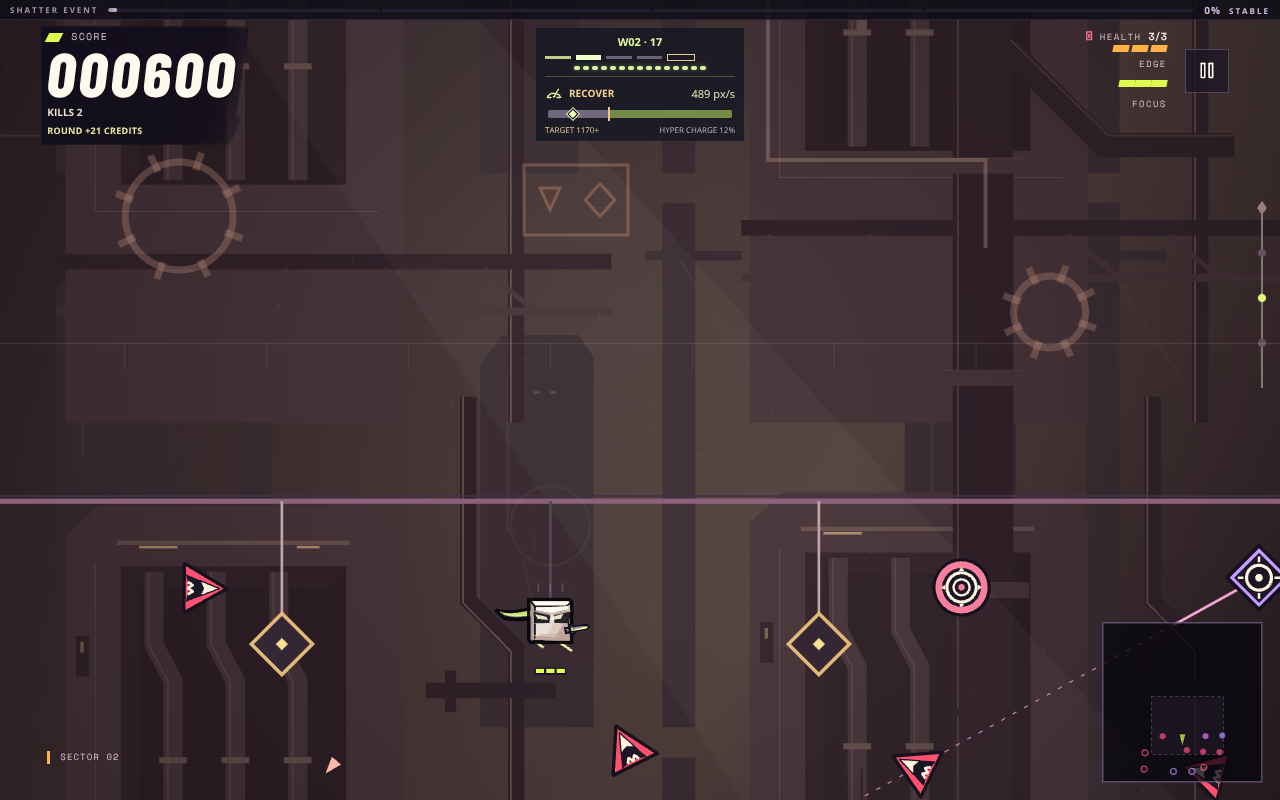 SHATTER EVENT
0% STABLE
SCORE
000600
KILLS 2
ROUND +21 CREDITS
W02 · 17
RECOVER 489 px/s
TARGET 1170+ HYPER CHARGE 12%
HEALTH 3/3
EDGE
FOCUS
SECTOR 02